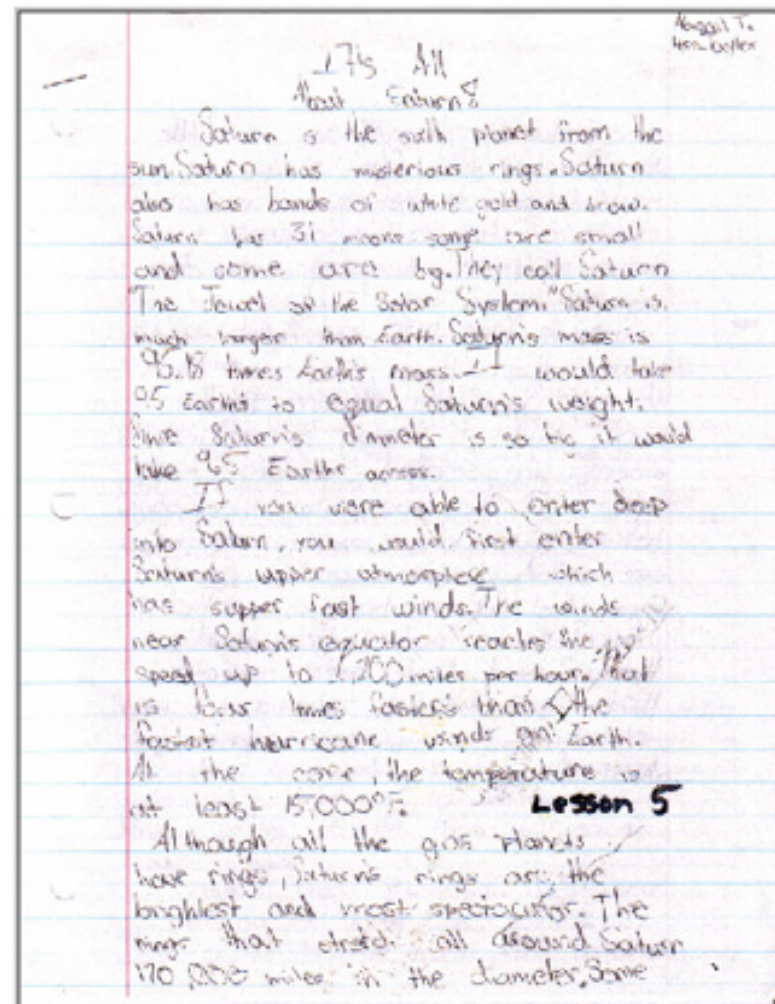 Abigail T.
It's All
About Saturn!
Saturn is the sixth planet from the
sun. Saturn has misterious rings. Saturn
also has bands of white gold and brow.
Saturn has 31 moons some are small
and some are big. They call Saturn
"The Jewel of the Solar System." Saturn is
much larger than Earth. Saturn's mass is
95.18 times Earth's mass. It would take
95 Earths to equal Saturn's weight.
Saturn's dimmeter is so big it would
take 9.5 Earths across.
If you were able to enter deep
into Saturn, you would first enter
Saturn's upper atmosphere which
has supper fast winds. The winds
near Saturn's equator reaches the
speed up to 1,200 miles per hour. That
is four times fasters than the
fastest hurricane winds on Earth.
At the core, the temperature is
at least 15,000°F.
Lesson 5
Although all the gas planets
have rings, Saturn's rings are the
brightest and most spectacular. The
rings that stretch all around Saturn
170,000 miles in the diameter. Some